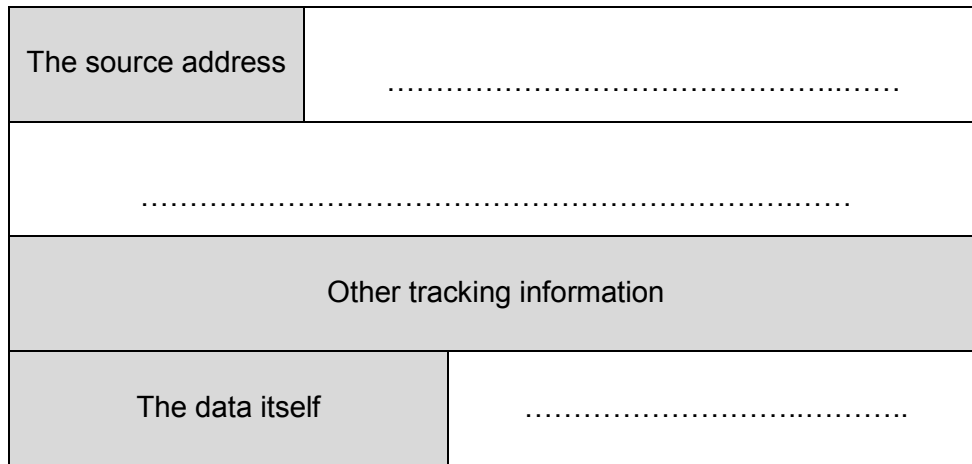 The source address
…………………………………………..……
………………………………………………………….……
Other tracking information
The data itself
………………………..………..